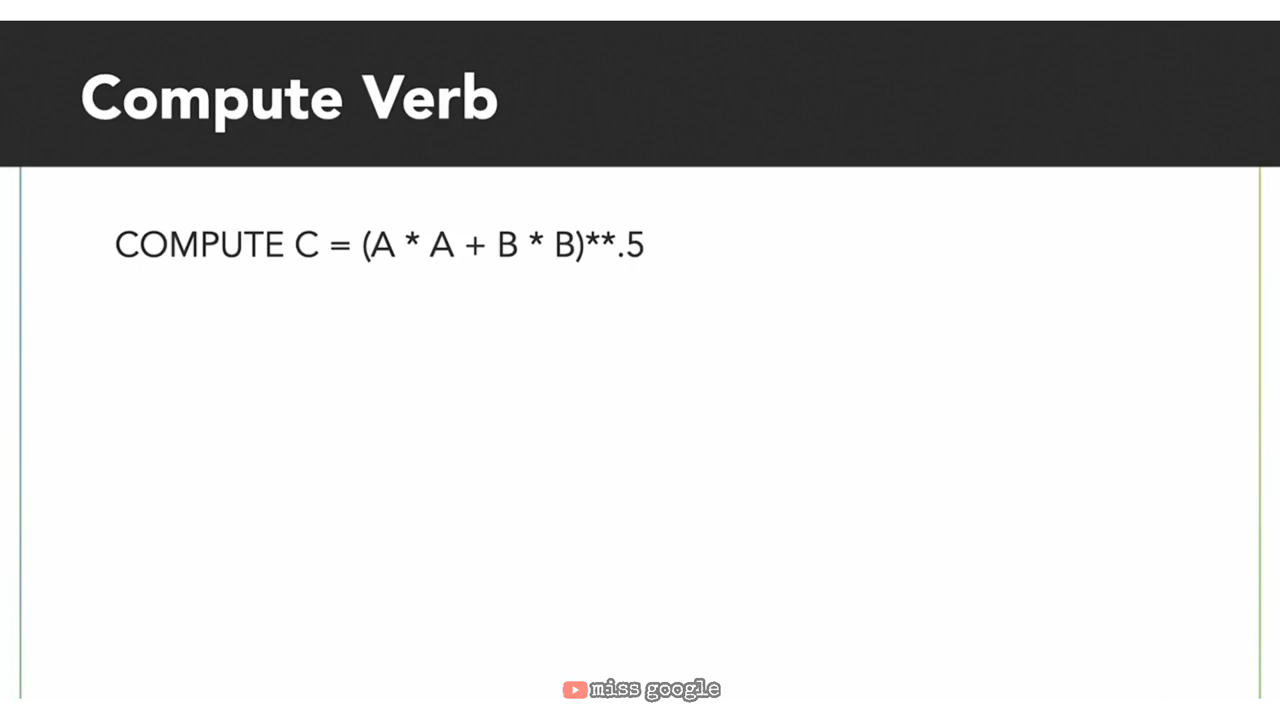 Compute Verb
COMPUTE C = (A * A + B * B)**.5
miss google